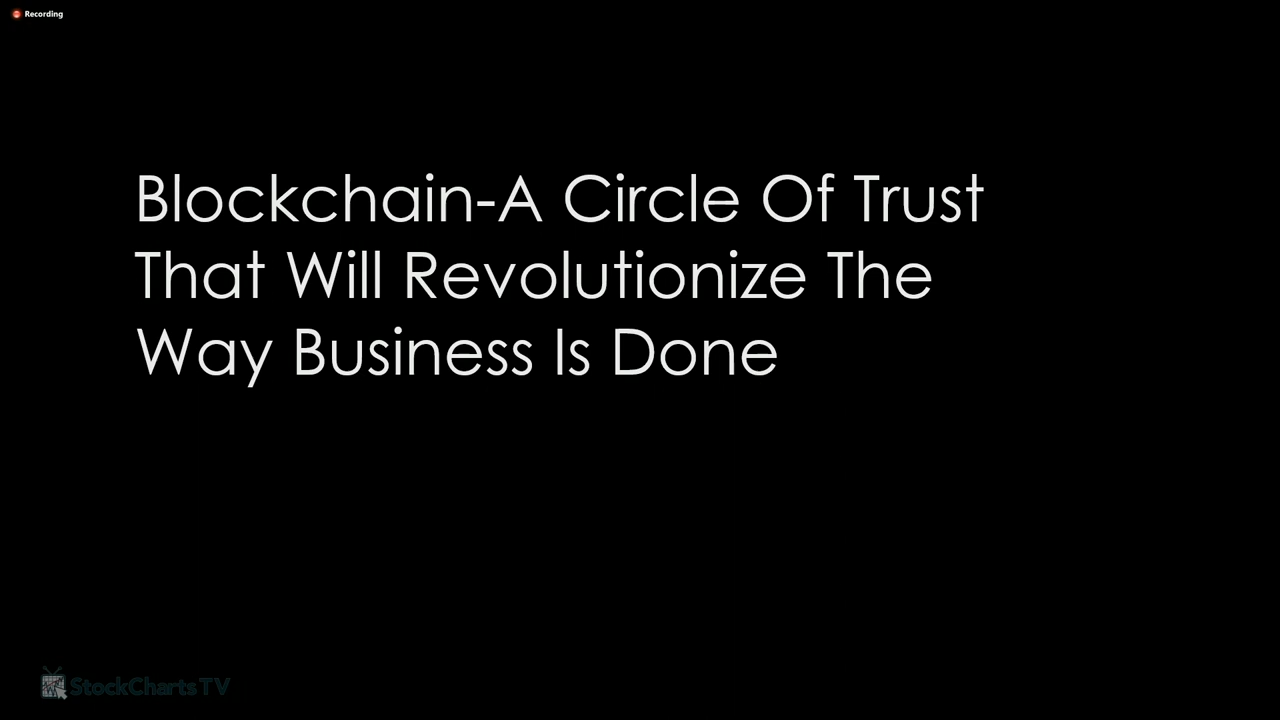 Recording
Blockchain-A Circle Of Trust
That Will Revolutionize The
Way Business Is Done
StockChartsTV